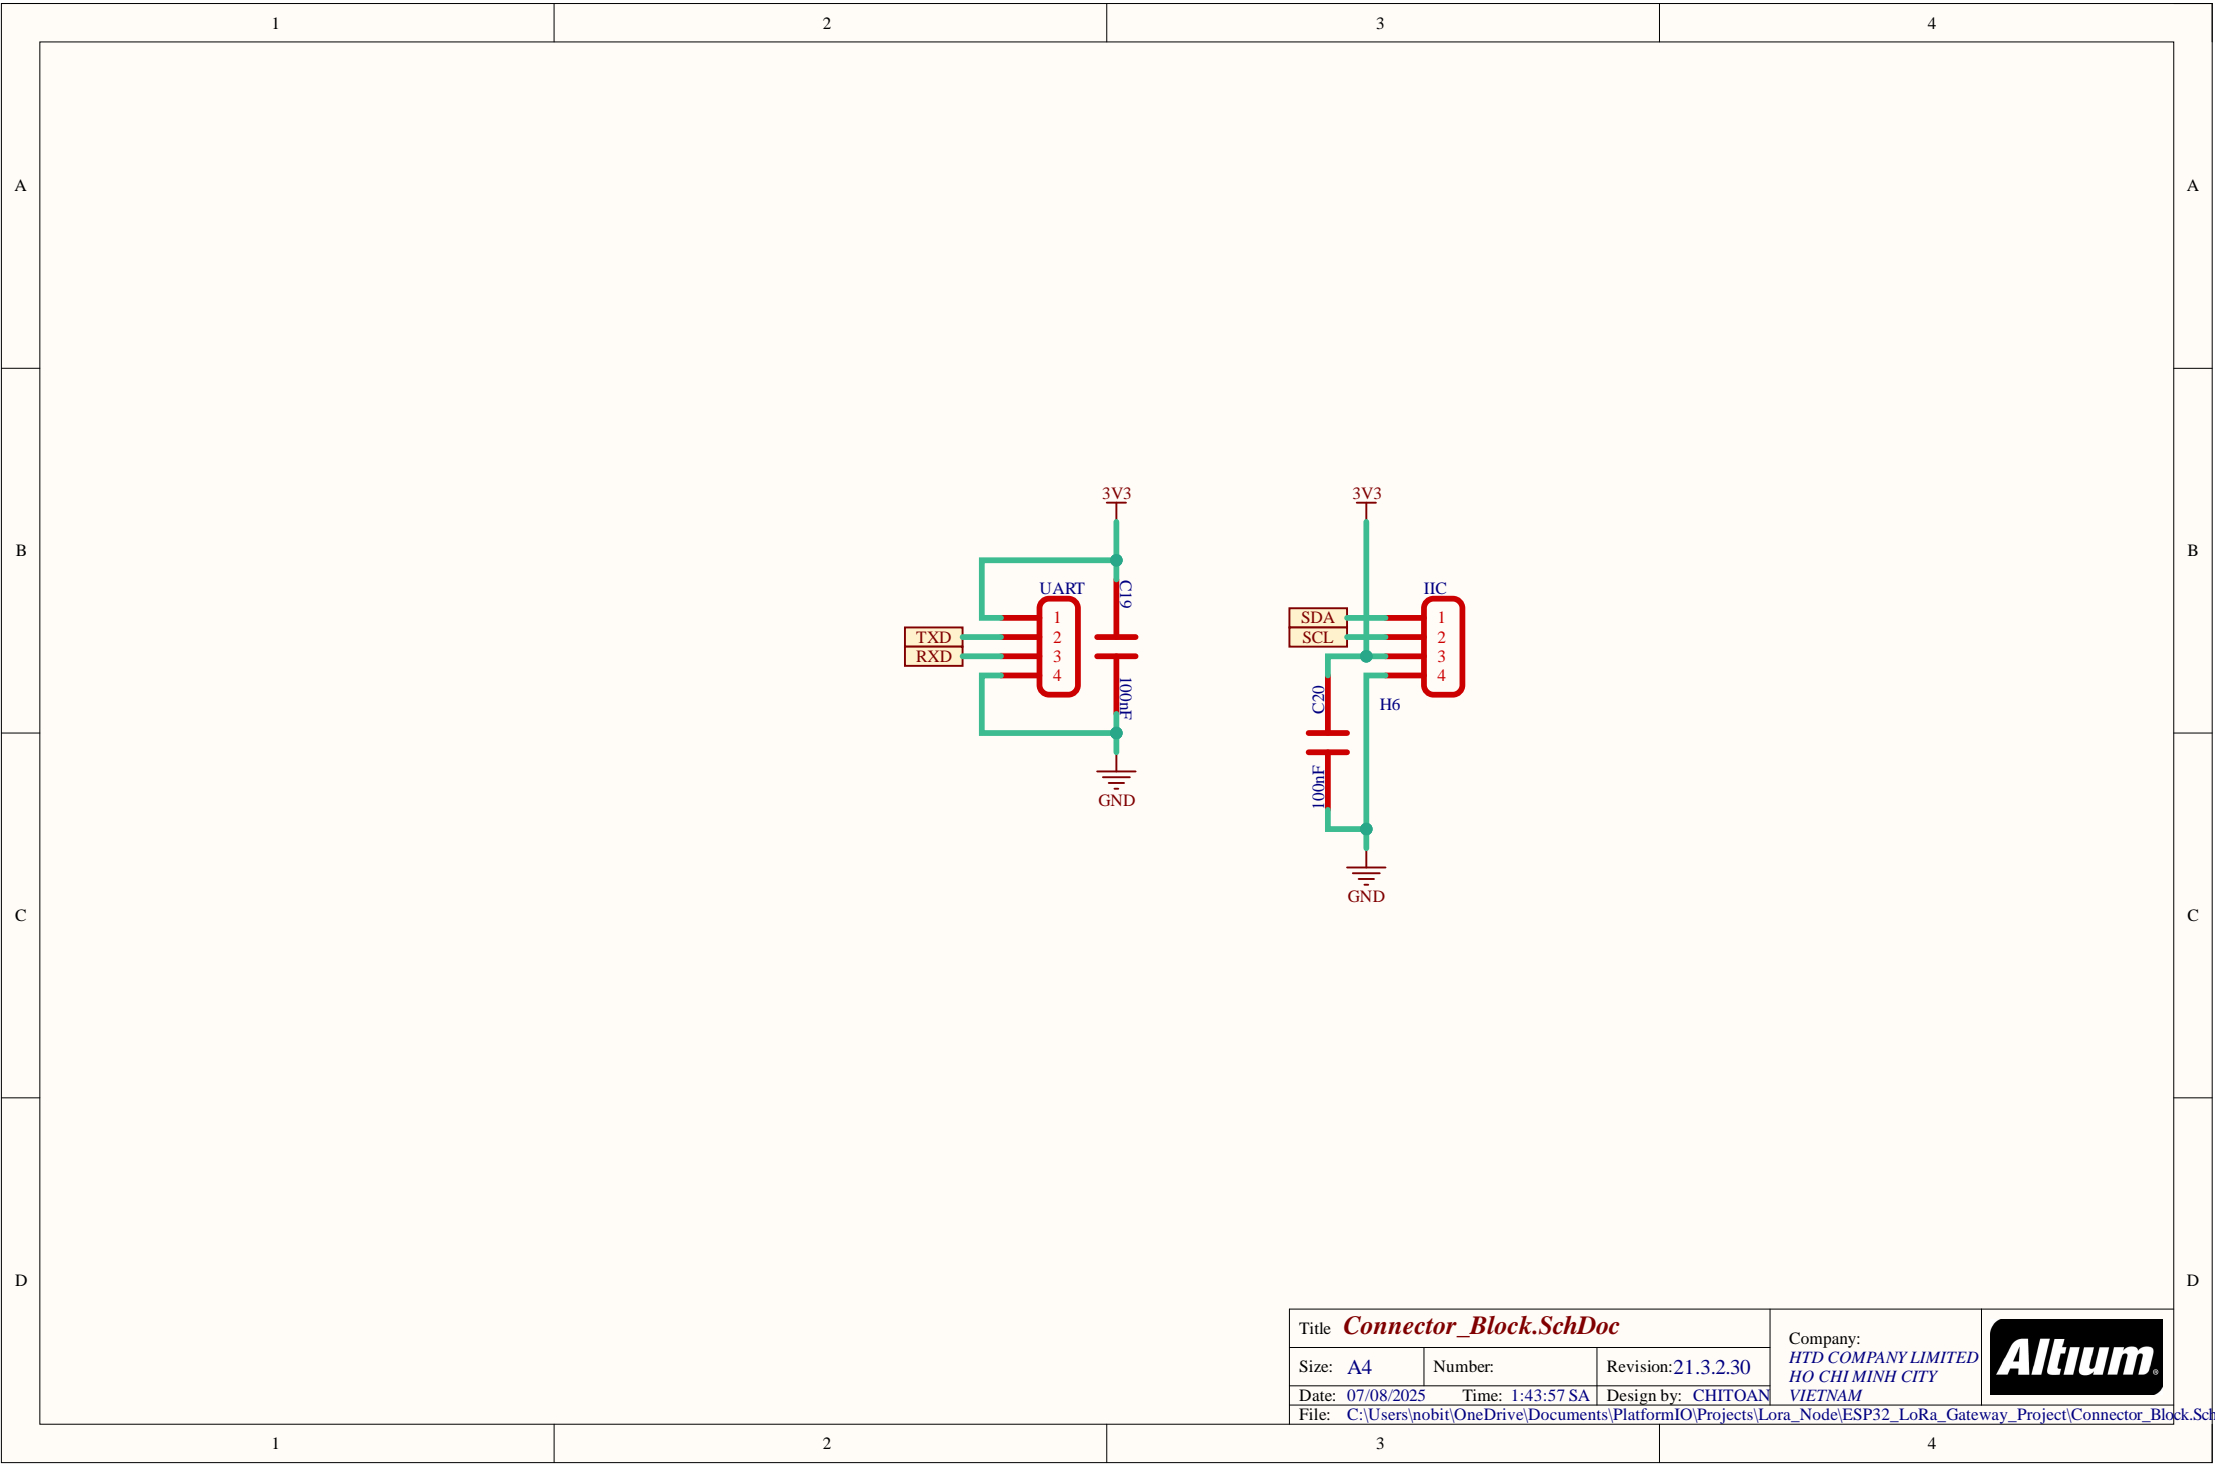 1 2 3 4
A A
B B
C C
D D
3V3
C19
UART
1
2
3
4
TXD
RXD
100nF
GND
3V3
IIC
SDA
SCL
1
2
3
4
H6
C20
100nF
GND
Title Connector_Block.SchDoc
Size: A4 Number: Revision:21.3.2.30
Date: 07/08/2025 Time: 1:43:57 SA Design by: CHITOAN
File: C:\Users\nobit\OneDrive\Documents\PlatformIO\Projects\Lora_Node\ESP32_LoRa_Gateway_Project\Connector_Block.Sch
Company:
HTD COMPANY LIMITED
HO CHI MINH CITY
VIETNAM
Altium
1 2 3 4